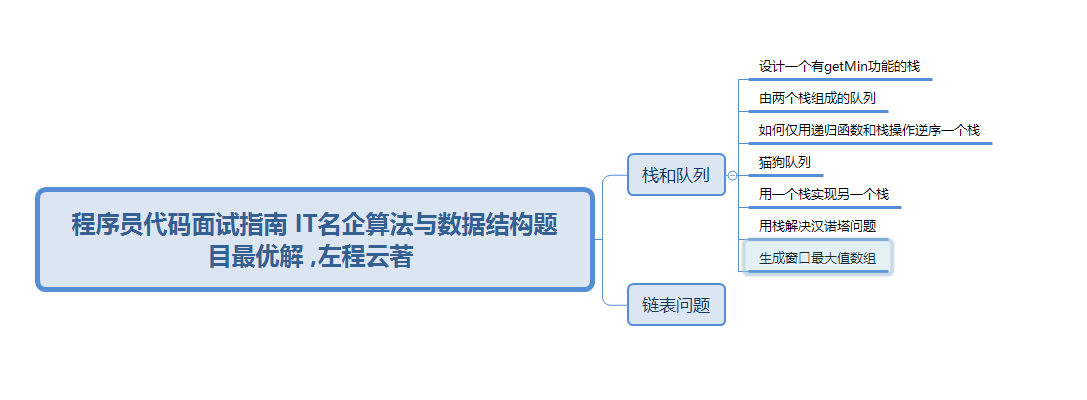 程序员代码面试指南 IT名企算法与数据结构题
目最优解 ,左程云著
栈和队列
设计一个有getMin功能的栈
由两个栈组成的队列
如何仅用递归函数和栈操作逆序一个栈
猫狗队列
用一个栈实现另一个栈
用栈解决汉诺塔问题
生成窗口最大值数组
链表问题